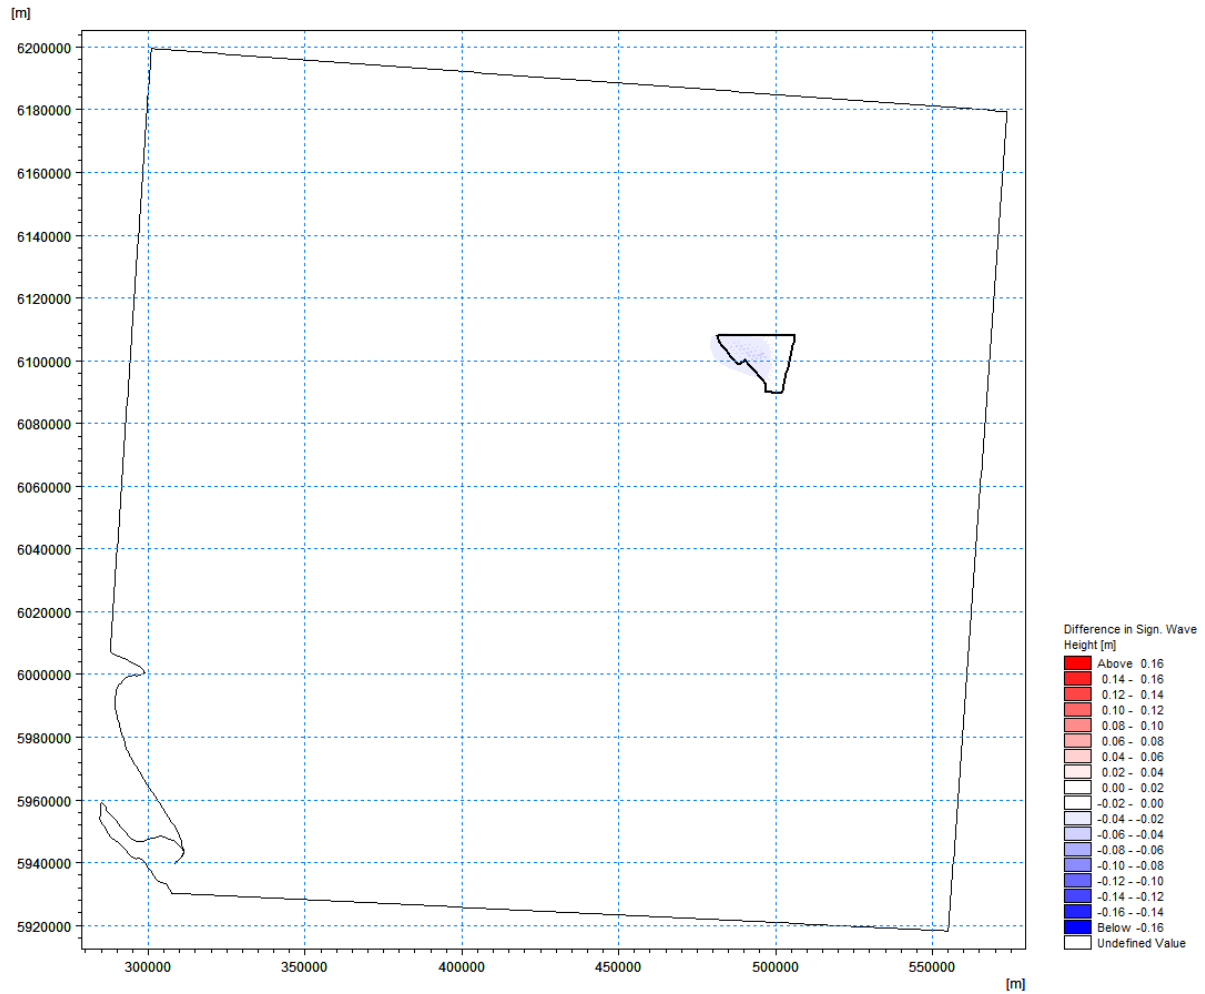 [m]
6200000
6180000
6160000
6140000
6120000
6100000
6080000
6060000
6040000
6020000
6000000
5980000
5960000
5940000
5920000
300000 350000 400000 450000 500000 550000
[m]
Difference in Sign. Wave
Height [m]
Above 0.16
0.14 - 0.16
0.12 - 0.14
0.10 - 0.12
0.08 - 0.10
0.06 - 0.08
0.04 - 0.06
0.02 - 0.04
0.00 - 0.02
-0.02 - 0.00
-0.04 - -0.02
-0.06 - -0.04
-0.08 - -0.06
-0.10 - -0.08
-0.12 - -0.10
-0.14 - -0.12
-0.16 - -0.14
Below -0.16
Undefined Value